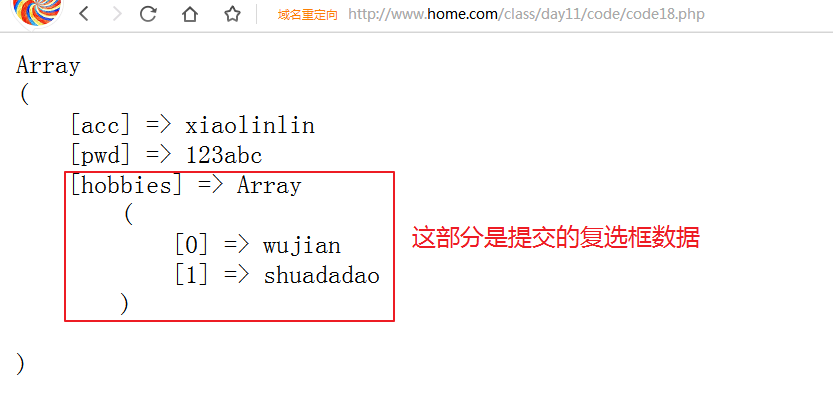 域名重定向 http://www.home.com/class/day11/code/code18.php
Array
(
[acc] => xiaolinlin
[pwd] => 123abc
[hobbies] => Array
(
[0] => wujian
[1] => shuadadao
)
)
这部分是提交的复选框数据